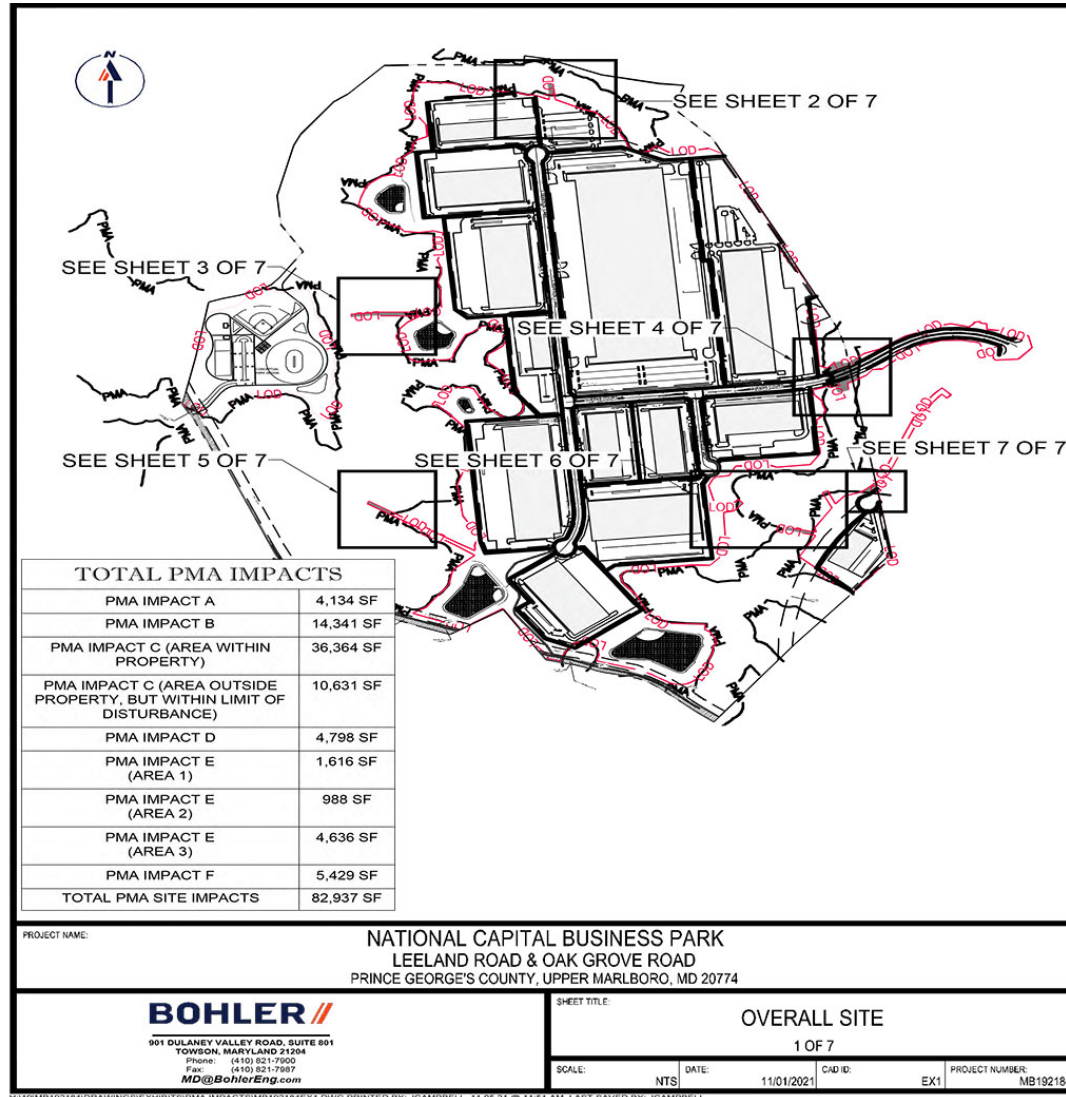 N
SEE SHEET 2 OF 7
SEE SHEET 3 OF 7
SEE SHEET 4 OF 7
SEE SHEET 5 OF 7
SEE SHEET 6 OF 7
SEE SHEET 7 OF 7
PMA
LOD
TOTAL PMA IMPACTS
PMA IMPACT A 4,134 SF
PMA IMPACT B 14,341 SF
PMA IMPACT C (AREA WITHIN
PROPERTY) 36,364 SF
PMA IMPACT C (AREA OUTSIDE
PROPERTY, BUT WITHIN LIMIT OF
DISTURBANCE) 10,631 SF
PMA IMPACT D 4,798 SF
PMA IMPACT E
(AREA 1) 1,616 SF
PMA IMPACT E
(AREA 2) 988 SF
PMA IMPACT E
(AREA 3) 4,636 SF
PMA IMPACT F 5,429 SF
TOTAL PMA SITE IMPACTS 82,937 SF
PROJECT NAME:
NATIONAL CAPITAL BUSINESS PARK
LEELAND ROAD & OAK GROVE ROAD
PRINCE GEORGE'S COUNTY, UPPER MARLBORO, MD 20774
BOHLER //
901 DULANEY VALLEY ROAD, SUITE 801
TOWSON, MARYLAND 21204
Phone: (410) 821-7900
Fax: (410) 821-7987
MD@BohlerEng.com
SHEET TITLE:
OVERALL SITE
1 OF 7
SCALE: NTS
DATE: 11/01/2021
CAD ID: EX1
PROJECT NUMBER: MB19218